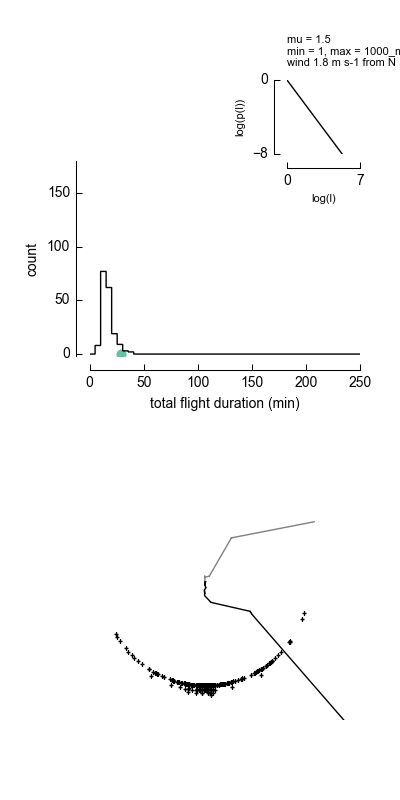 mu = 1.5
min = 1, max = 1000_m
wind 1.8 m s-1 from N
0
log(p(l))
−8
0
7
log(l)
150
100
count
50
0
0
50
100
150
200
250
total flight duration (min)